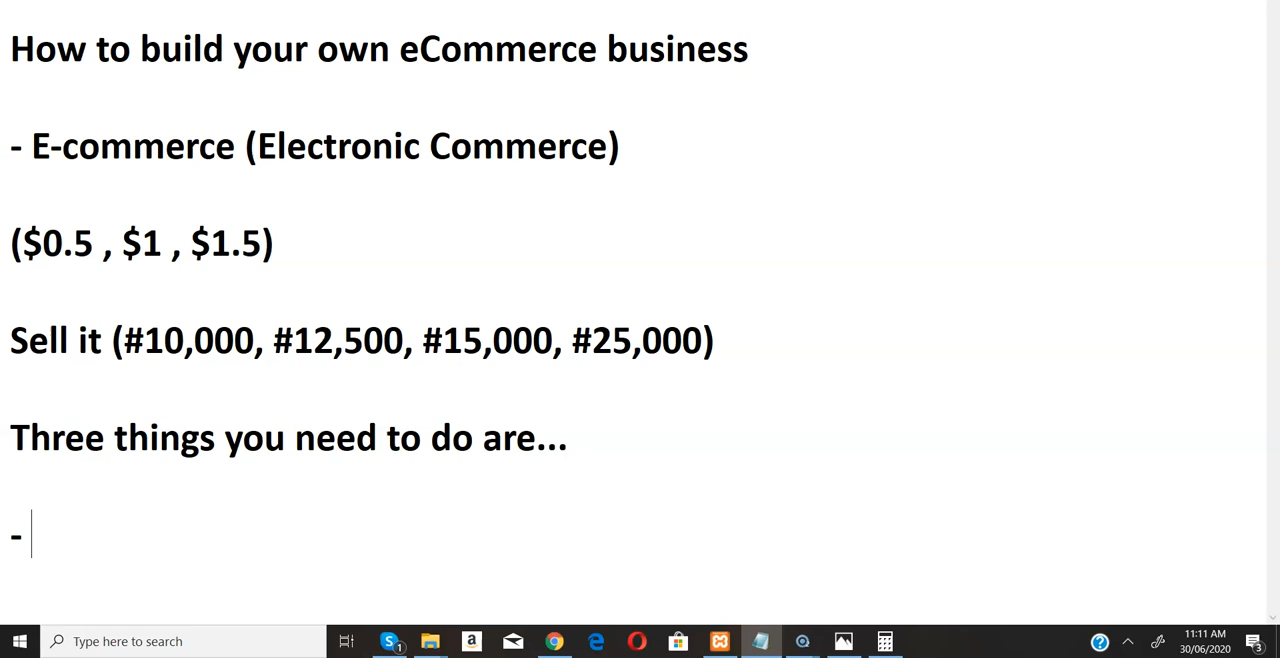 How to build your own eCommerce business
- E-commerce (Electronic Commerce)
($0.5 , $1 , $1.5)
Sell it (#10,000, #12,500, #15,000, #25,000)
Three things you need to do are...
-
Type here to search
S 1
a
e
?
11:11 AM
30/06/2020
3